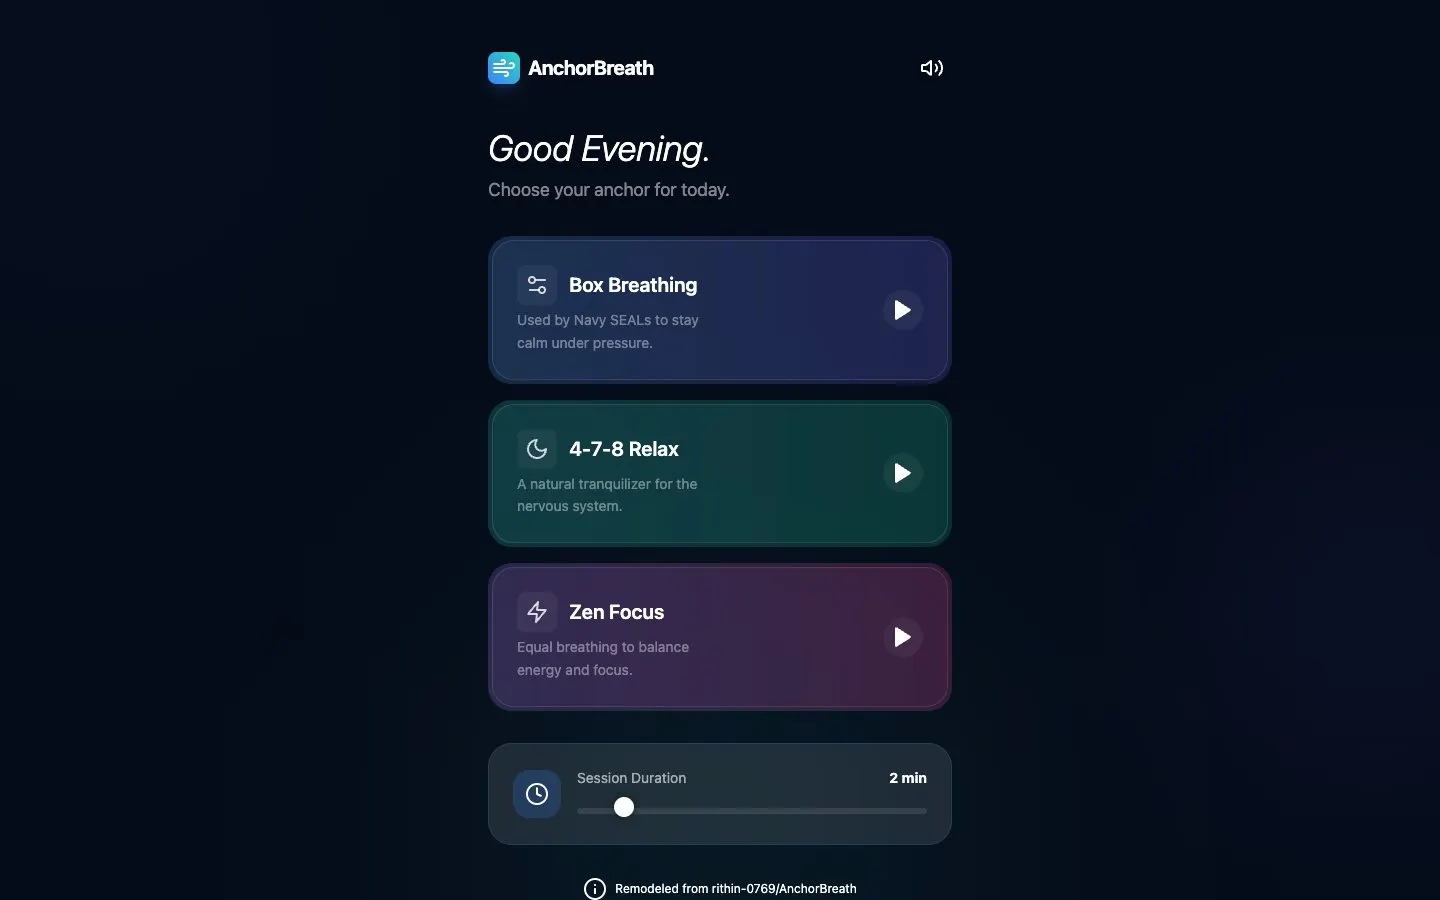 AnchorBreath
Good Evening.
Choose your anchor for today.
Box Breathing
Used by Navy SEALs to stay
calm under pressure.
4-7-8 Relax
A natural tranquilizer for the
nervous system.
Zen Focus
Equal breathing to balance
energy and focus.
Session Duration 2 min
Remodeled from rithin-0769/AnchorBreath